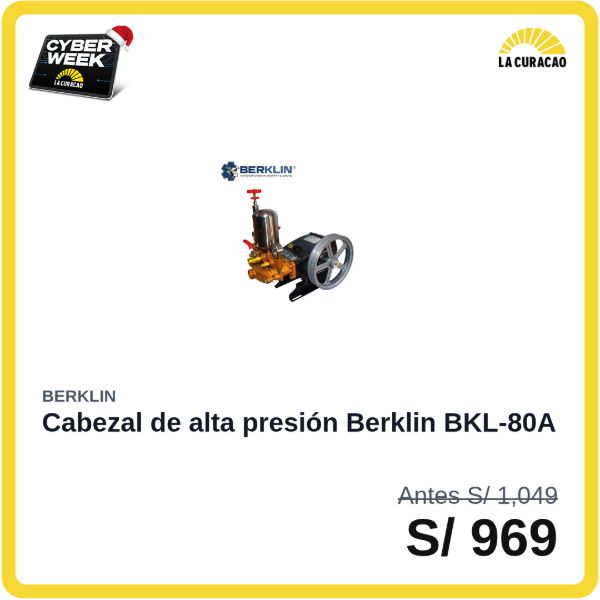 CYBER
WEEK
LA CURACAO
LA CURACAO
BERKLIN®
BERKLIN
Cabezal de alta presión Berklin BKL-80A
Antes S/ 1,049
S/ 969